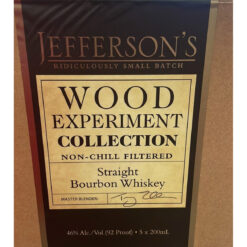 JEFFERSON'S
RIDICULOUSLY SMALL BATCH
WOOD
EXPERIMENT
COLLECTION
NON-CHILL FILTERED
Straight
Bourbon Whiskey
MASTER BLENDER:
46% Alc./Vol (92 Proof) • 5 x 200mL